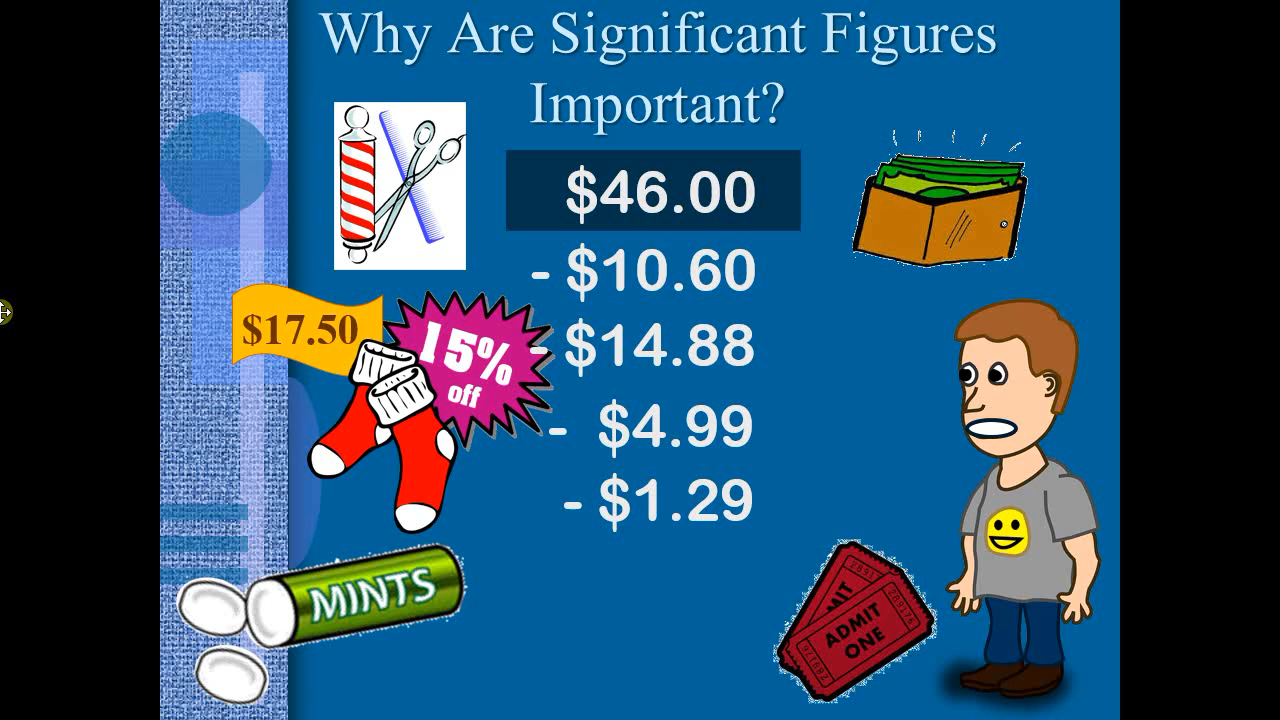 Why Are Significant Figures
Important?
$46.00
- $10.60
$17.50
15%
off
- $14.88
- $4.99
- $1.29
MINTS
ADMIT
ONE